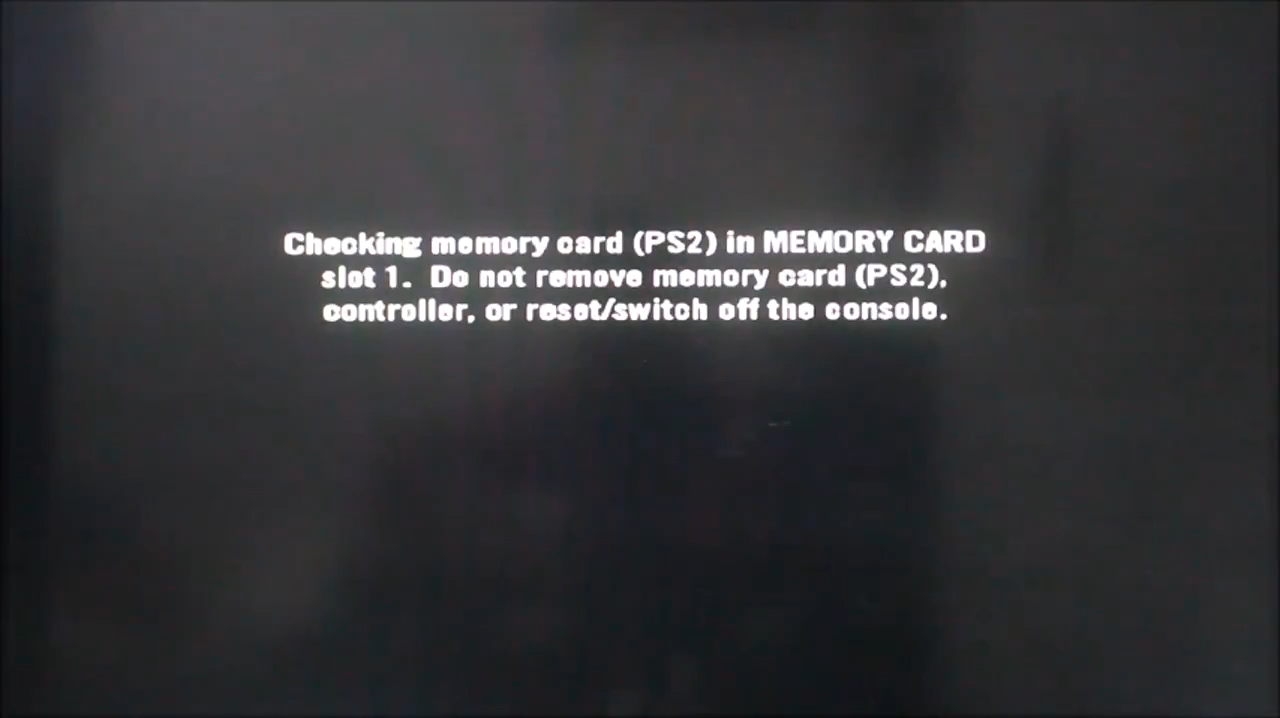 Checking memory card (PS2) in MEMORY CARD
slot 1.  Do not remove memory card (PS2),
controller, or reset/switch off the console.